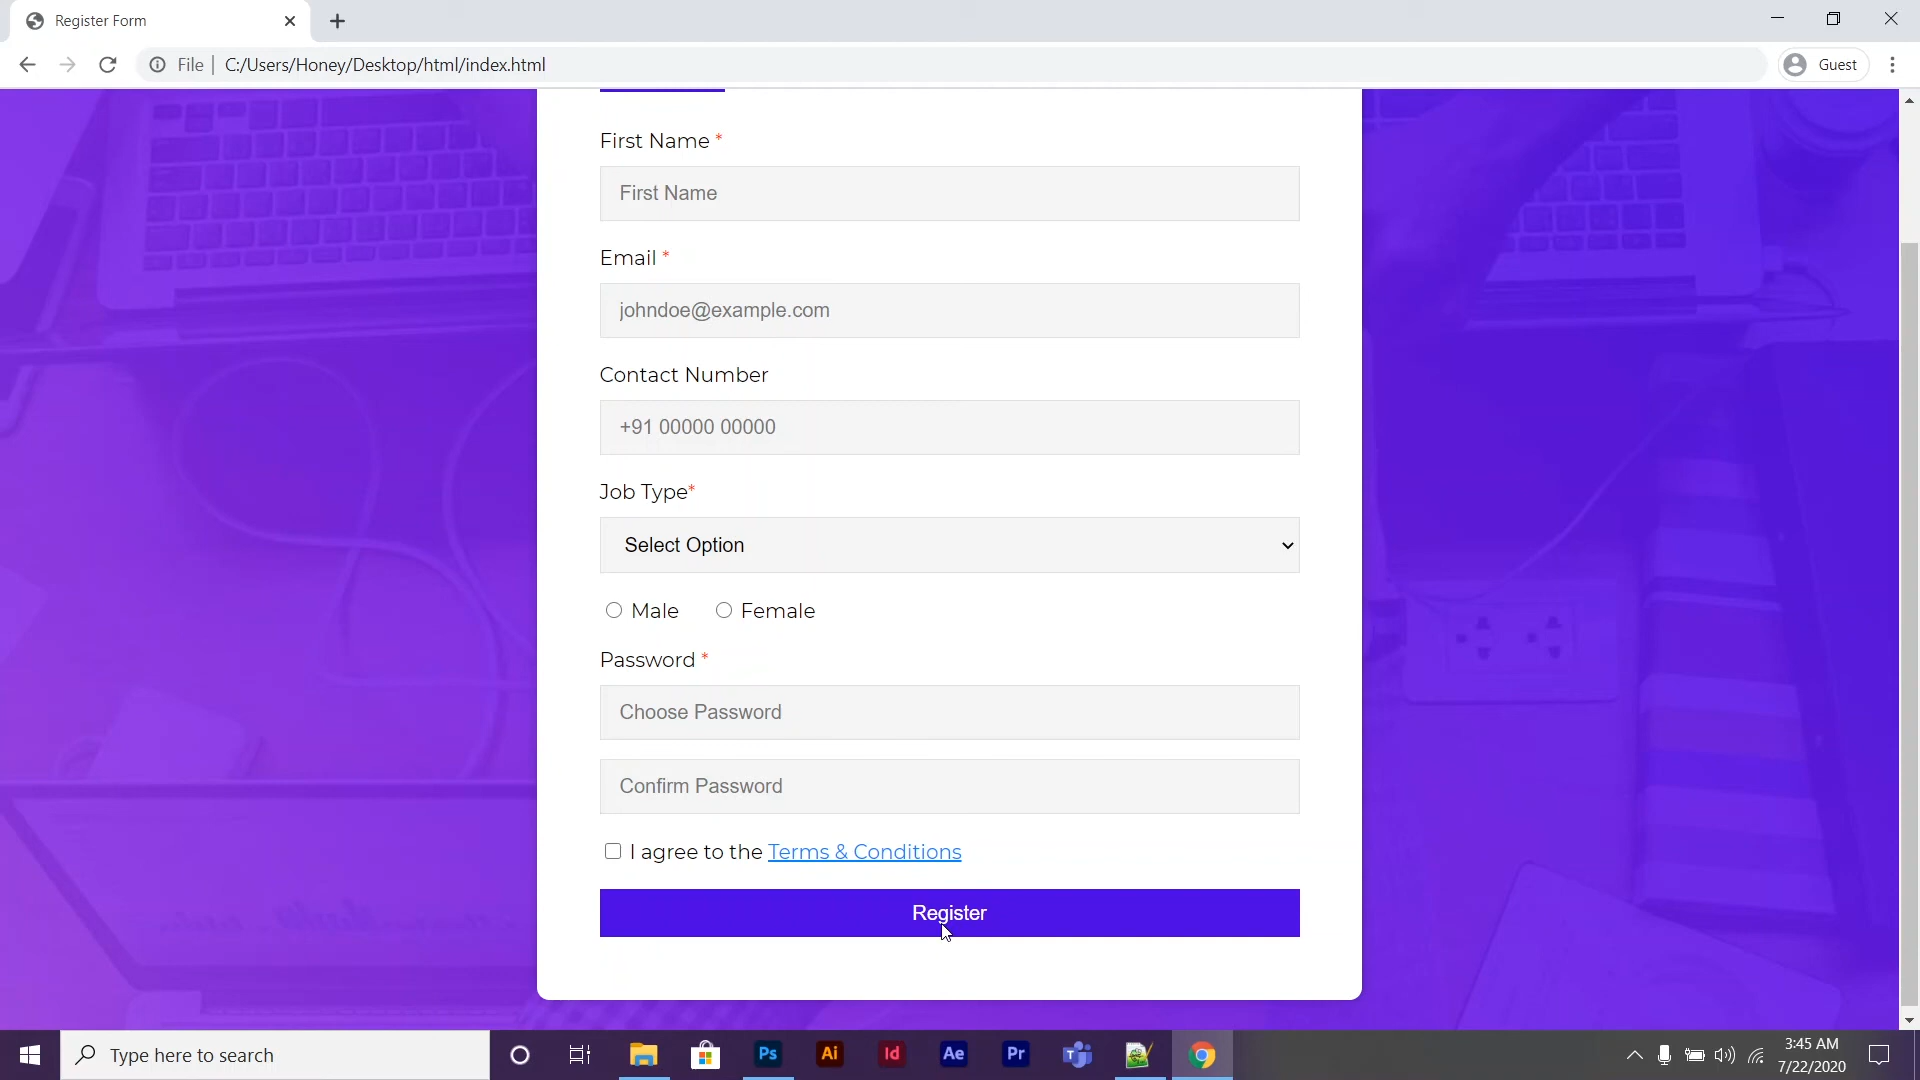 Register Form
File
C:/Users/Honey/Desktop/html/index.html
Guest
First Name *
First Name
Email *
johndoe@example.com
Contact Number
+91 00000 00000
Job Type*
Select Option
Male
Female
Password *
Choose Password
Confirm Password
I agree to the Terms & Conditions
Register
Type here to search
Ps
Ai
Id
Ae
Pr
T
3:45 AM
7/22/2020